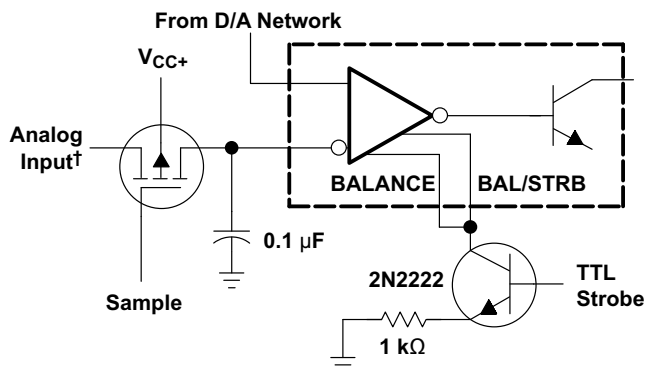 From D/A Network
VCC+
Analog
Input†
BALANCE
BAL/STRB
0.1 µF
2N2222
TTL
Strobe
Sample
1 kΩ